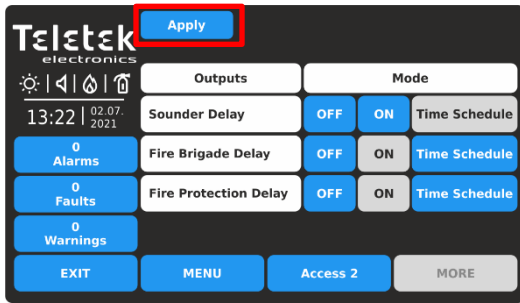 Teletek
electronics
Apply
13:22 02.07.
2021
Outputs Mode
Sounder Delay OFF ON Time Schedule
Fire Brigade Delay OFF ON Time Schedule
Fire Protection Delay OFF ON Time Schedule
0
Alarms
0
Faults
0
Warnings
EXIT MENU Access 2 MORE